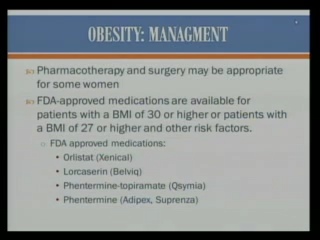 OBESITY: MANAGMENT
Pharmacotherapy and surgery may be appropriate
for some women
FDA-approved medications are available for
patients with a BMI of 30 or higher or patients with
a BMI of 27 or higher and other risk factors.
FDA approved medications:
• Orlistat (Xenical)
• Lorcaserin (Belviq)
• Phentermine-topiramate (Qsymia)
• Phentermine (Adipex, Suprenza)